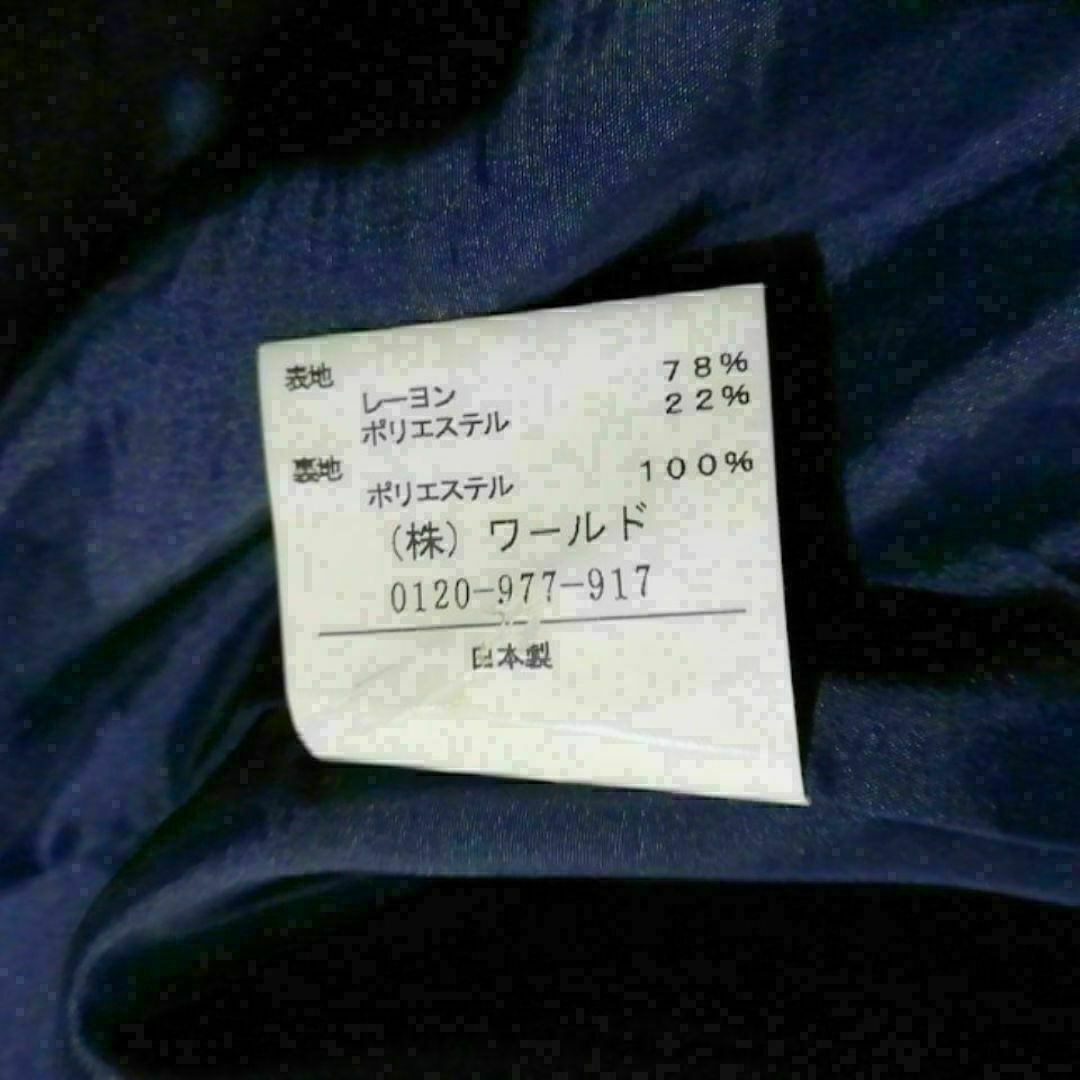 表地
レーヨン 78%
ポリエステル 22%
裏地
ポリエステル 100%
(株) ワールド
0120-977-917
日本製